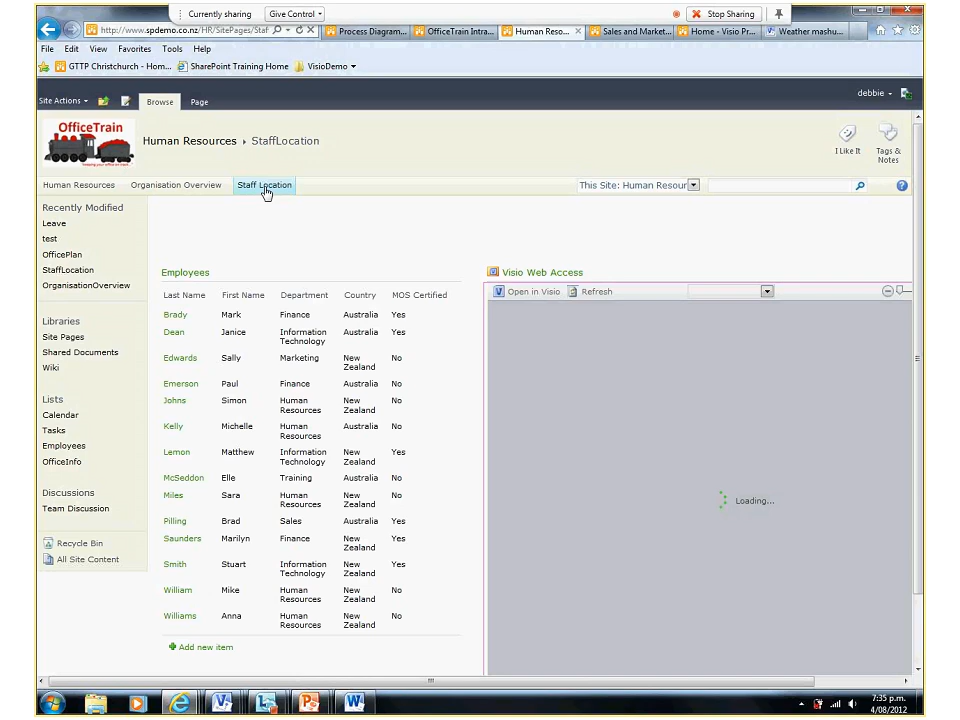 Currently sharing
Give Control
Stop Sharing
http://www.spdemo.co.nz/HR/SitePages/Staf
Process Diagram...
OfficeTrain Intra...
Human Reso...
Sales and Market...
Home - Visio Pr...
Weather mashu...
File Edit View Favorites Tools Help
GTTP Christchurch - Hom...
SharePoint Training Home
VisioDemo
debbie
Site Actions
Browse
Page
OfficeTrain
Human Resources
StaffLocation
I Like It
Tags & Notes
Human Resources
Organisation Overview
Staff Location
This Site: Human Resour
Recently Modified
Leave
test
OfficePlan
StaffLocation
OrganisationOverview
Libraries
Site Pages
Shared Documents
Wiki
Lists
Calendar
Tasks
Employees
OfficeInfo
Discussions
Team Discussion
Recycle Bin
All Site Content
Employees
Last Name First Name Department Country MOS Certified
Brady Mark Finance Australia Yes
Dean Janice Information Technology Australia Yes
Edwards Sally Marketing New Zealand No
Emerson Paul Finance Australia No
Johns Simon Human Resources New Zealand No
Kelly Michelle Human Resources Australia No
Lemon Matthew Information Technology New Zealand Yes
McSeddon Elle Training Australia No
Miles Sara Human Resources New Zealand No
Pilling Brad Sales Australia Yes
Saunders Marilyn Finance New Zealand Yes
Smith Stuart Information Technology New Zealand Yes
William Mike Human Resources New Zealand No
Williams Anna Human Resources New Zealand No
Add new item
Visio Web Access
Open in Visio
Refresh
Loading...
7:35 p.m.
4/08/2012